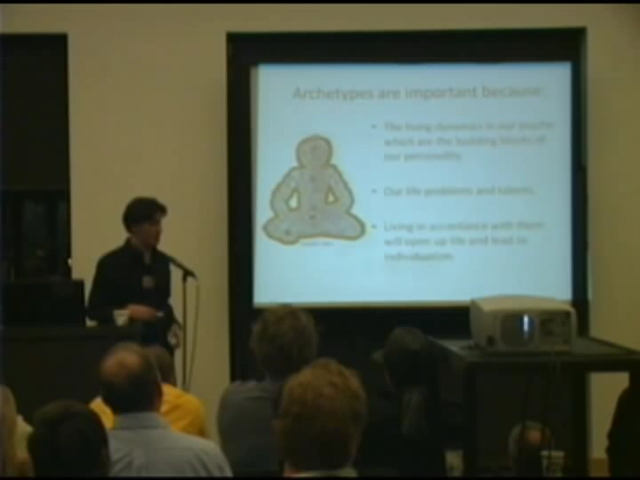 Archetypes are important because:
• The living dynamics in our psyche
which are the building blocks of
our personality.
• Our life problems and talents.
• Living in accordance with them
will open up life and lead to
individuation.